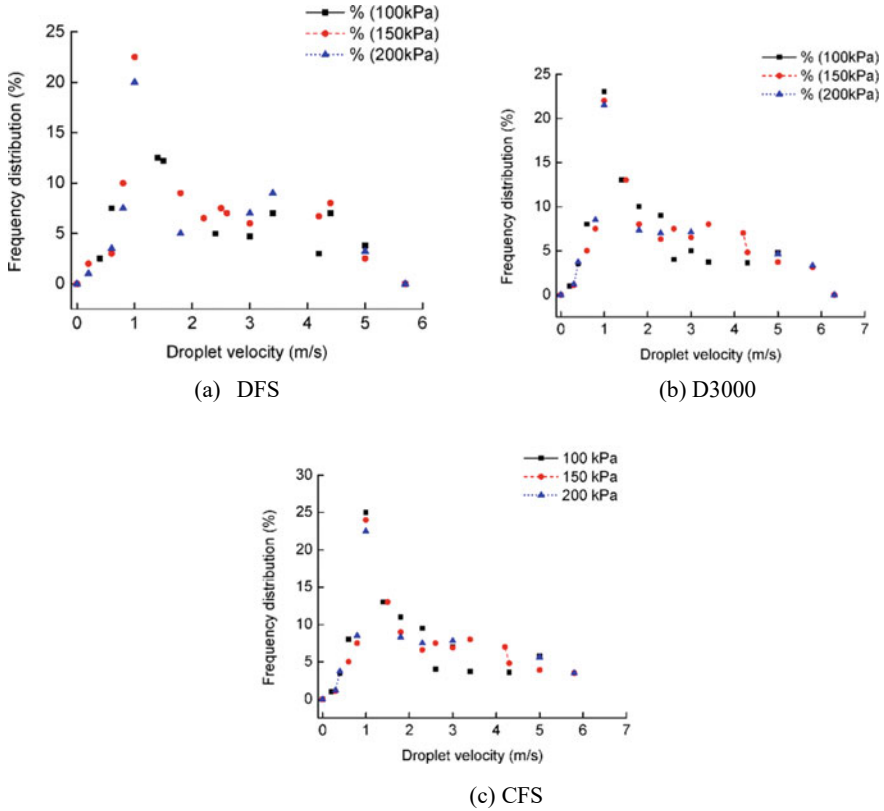 % (100kPa)
% (150kPa)
% (200kPa)
Frequency distribution (%)
25
20
15
10
5
0
0 1 2 3 4 5 6
Droplet velocity (m/s)
(a) DFS
% (100kPa)
% (150kPa)
% (200kPa)
Frequency distribution (%)
25
20
15
10
5
0
0 1 2 3 4 5 6 7
Droplet velocity (m/s)
(b) D3000
100 kPa
150 kPa
200 kPa
Frequency distribution (%)
30
25
20
15
10
5
0
0 1 2 3 4 5 6 7
Droplet velocity (m/s)
(c) CFS